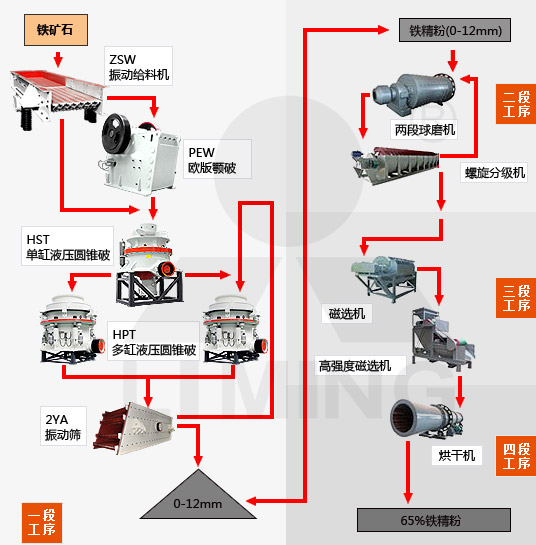 铁矿石
ZSW
振动给料机
PEW
欧版颚破
HST
单缸液压圆锥破
HPT
多缸液压圆锥破
2YA
振动筛
0-12mm
一段
工序
铁精粉(0-12mm)
二段
工序
两段球磨机
螺旋分级机
三段
工序
磁选机
高强度磁选机
四段
工序
烘干机
65%铁精粉
LIMING